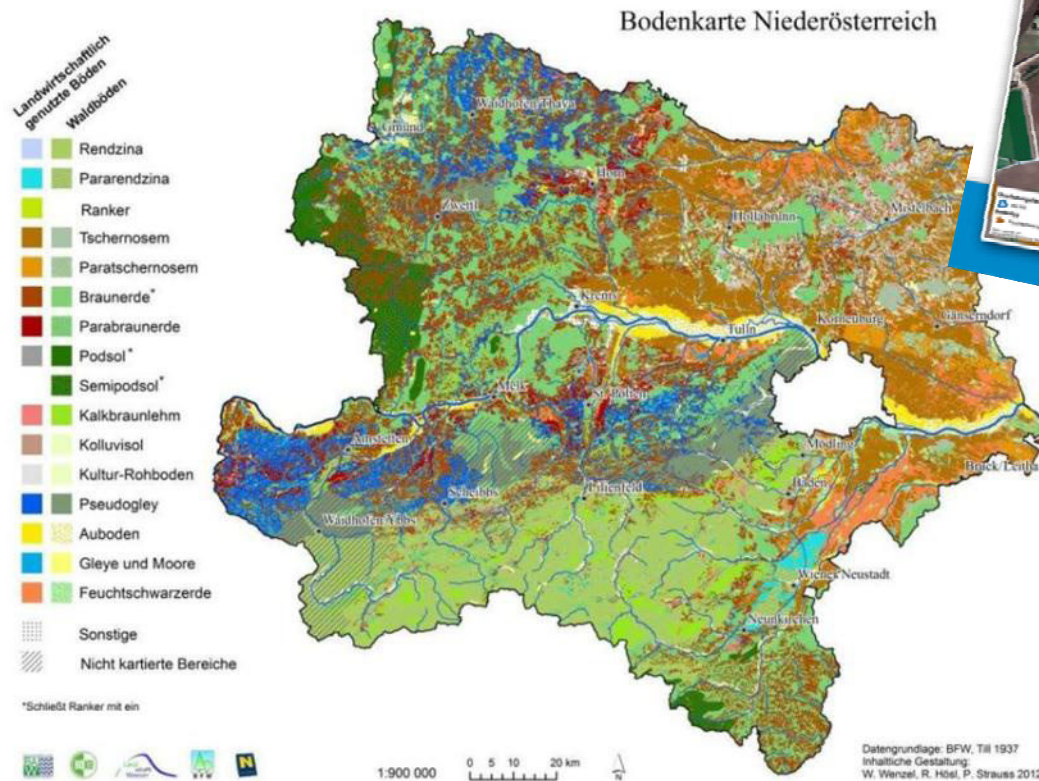 Bodenkarte Niederösterreich
Landwirtschaftlich
genutzte Böden
Waldböden
Rendzina
Pararendzina
Ranker
Tschernosem
Paratschernosem
Braunerde*
Parabraunerde
Podsol*
Semipodsol*
Kalkbraunlehm
Kolluvisol
Kultur-Rohboden
Pseudogley
Auboden
Gleye und Moore
Feuchtschwarzerde
Sonstige
Nicht kartierte Bereiche
*Schließt Ranker mit ein
Waidhofen/Thaya
Gmünd
Horn
Zwettl
Hollabrunn
Mistelbach
Krems
Korneuburg
Gänserndorf
Tulln
Melk
St. Pölten
Amstetten
Mödling
Bruck/Leitha
Scheibbs
Lilienfeld
Baden
Waidhofen/Ybbs
Wiener Neustadt
Neunkirchen
1:900 000
0 5 10 20 km
N
Datengrundlage: BFW, Till 1937
Inhaltliche Gestaltung:
W. Wenzel, R. Hösl, P. Strauss 2012